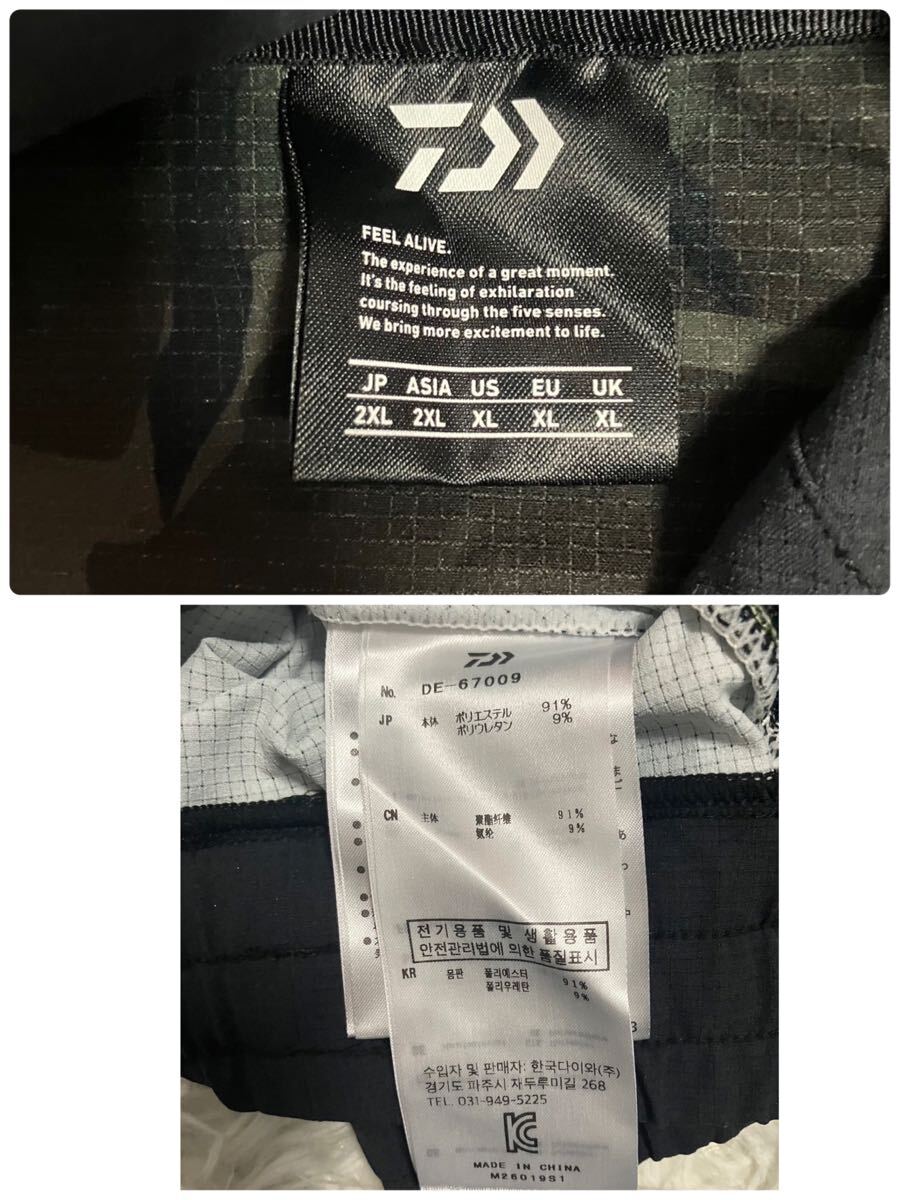 FEEL ALIVE.
The experience of a great moment.
It's the feeling of exhilaration
coursing through the five senses.
We bring more excitement to life.
JP ASIA US EU UK
2XL 2XL XL XL XL
No. DE-67009
JP 本体 ポリエステル 91%
ポリウレタン 9%
CN 主体 聚酯纤维 91%
氨纶 9%
전기용품 및 생활용품
안전관리법에 의한 품질표시
KR 몸판 폴리에스터 91%
폴리우레탄 9%
수입자 및 판매자: 한국다이와(주)
경기도 파주시 재두루미길 268
TEL. 031-949-5225
MADE IN CHINA
M26019S1